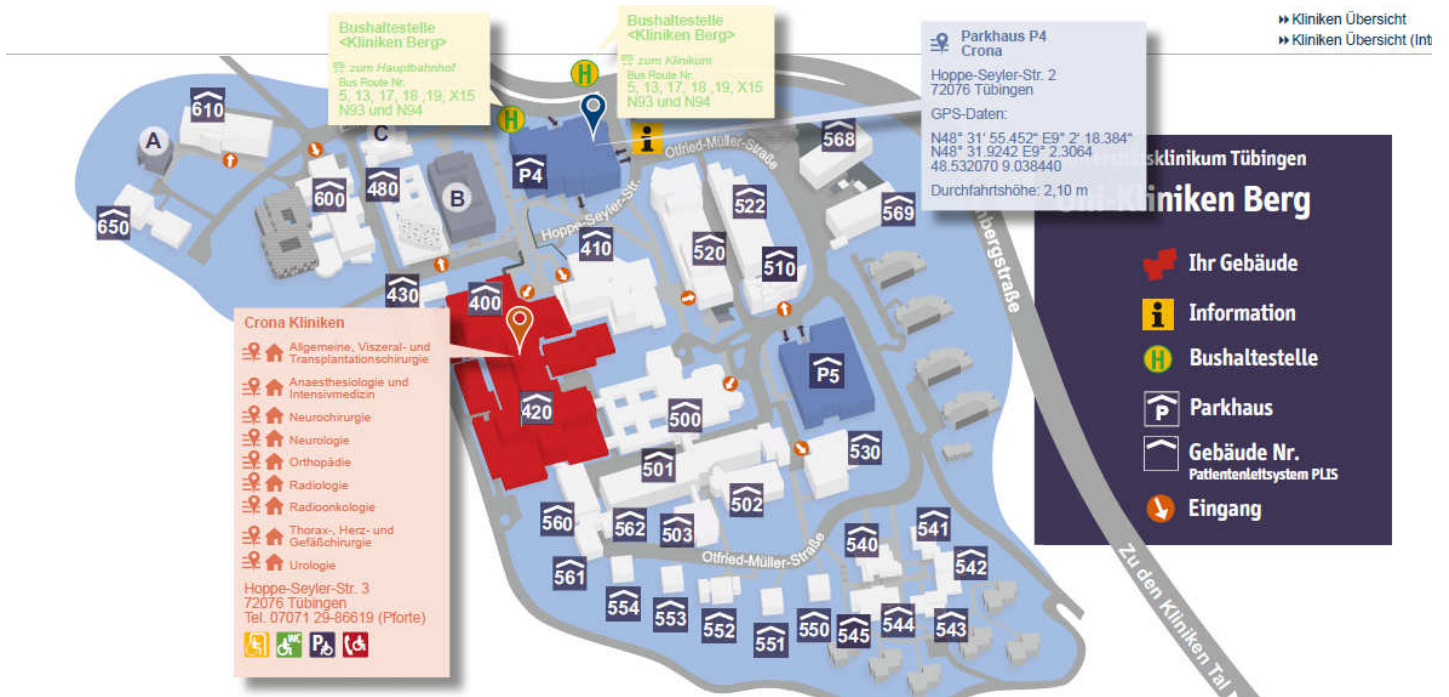 Kliniken Übersicht
Kliniken Übersicht (Int
Bushaltestelle
<Kliniken Berg>
zum Hauptbahnhof
Bus Route Nr.
5, 13, 17, 18 ,19, X15
N93 und N94
Bushaltestelle
<Kliniken Berg>
zum Klinikum
Bus Route Nr.
5, 13, 17, 18 ,19, X15
N93 und N94
Parkhaus P4
Crona
Hoppe-Seyler-Str. 2
72076 Tübingen
GPS-Daten:
N48° 31' 55.452" E9° 2' 18.384"
N48° 31.9242 E9° 2.3064
48.532070 9.038440
Durchfahrtshöhe: 2,10 m
sklinikum Tübingen
Uni-Kliniken Berg
Ihr Gebäude
i
Information
H
Bushaltestelle
P
Parkhaus
Gebäude Nr.
Patientenleitsystem PLIS
Eingang
H
H
i
610
A
C
650
600
480
B
P4
Otfried-Müller-Straße
568
569
522
520
510
Hoppe-Seyler-Str.
410
430
400
420
500
P5
501
530
502
560
562
503
561
554
553
552
551
550
545
544
543
540
541
542
Otfried-Müller-Straße
nbergstraße
Zu den Kliniken Tal
Crona Kliniken
Allgemeine, Viszeral- und
Transplantationschirurgie
Anaesthesiologie und
Intensivmedizin
Neurochirurgie
Neurologie
Orthopädie
Radiologie
Radioonkologie
Thorax-, Herz- und
Gefäßchirurgie
Urologie
Hoppe-Seyler-Str. 3
72076 Tübingen
Tel. 07071 29-86619 (Pforte)
WC
P